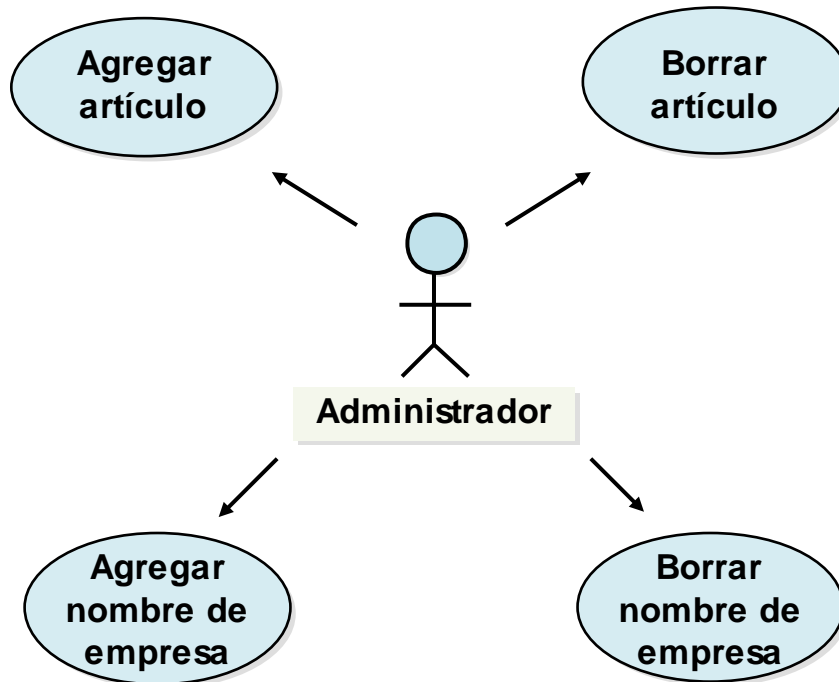 Agregar
artículo
Borrar
artículo
Administrador
Agregar
nombre de
empresa
Borrar
nombre de
empresa